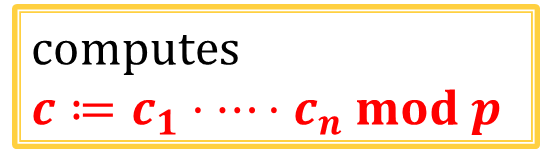 computes
c := c₁ · ⋯ · cₙ mod p